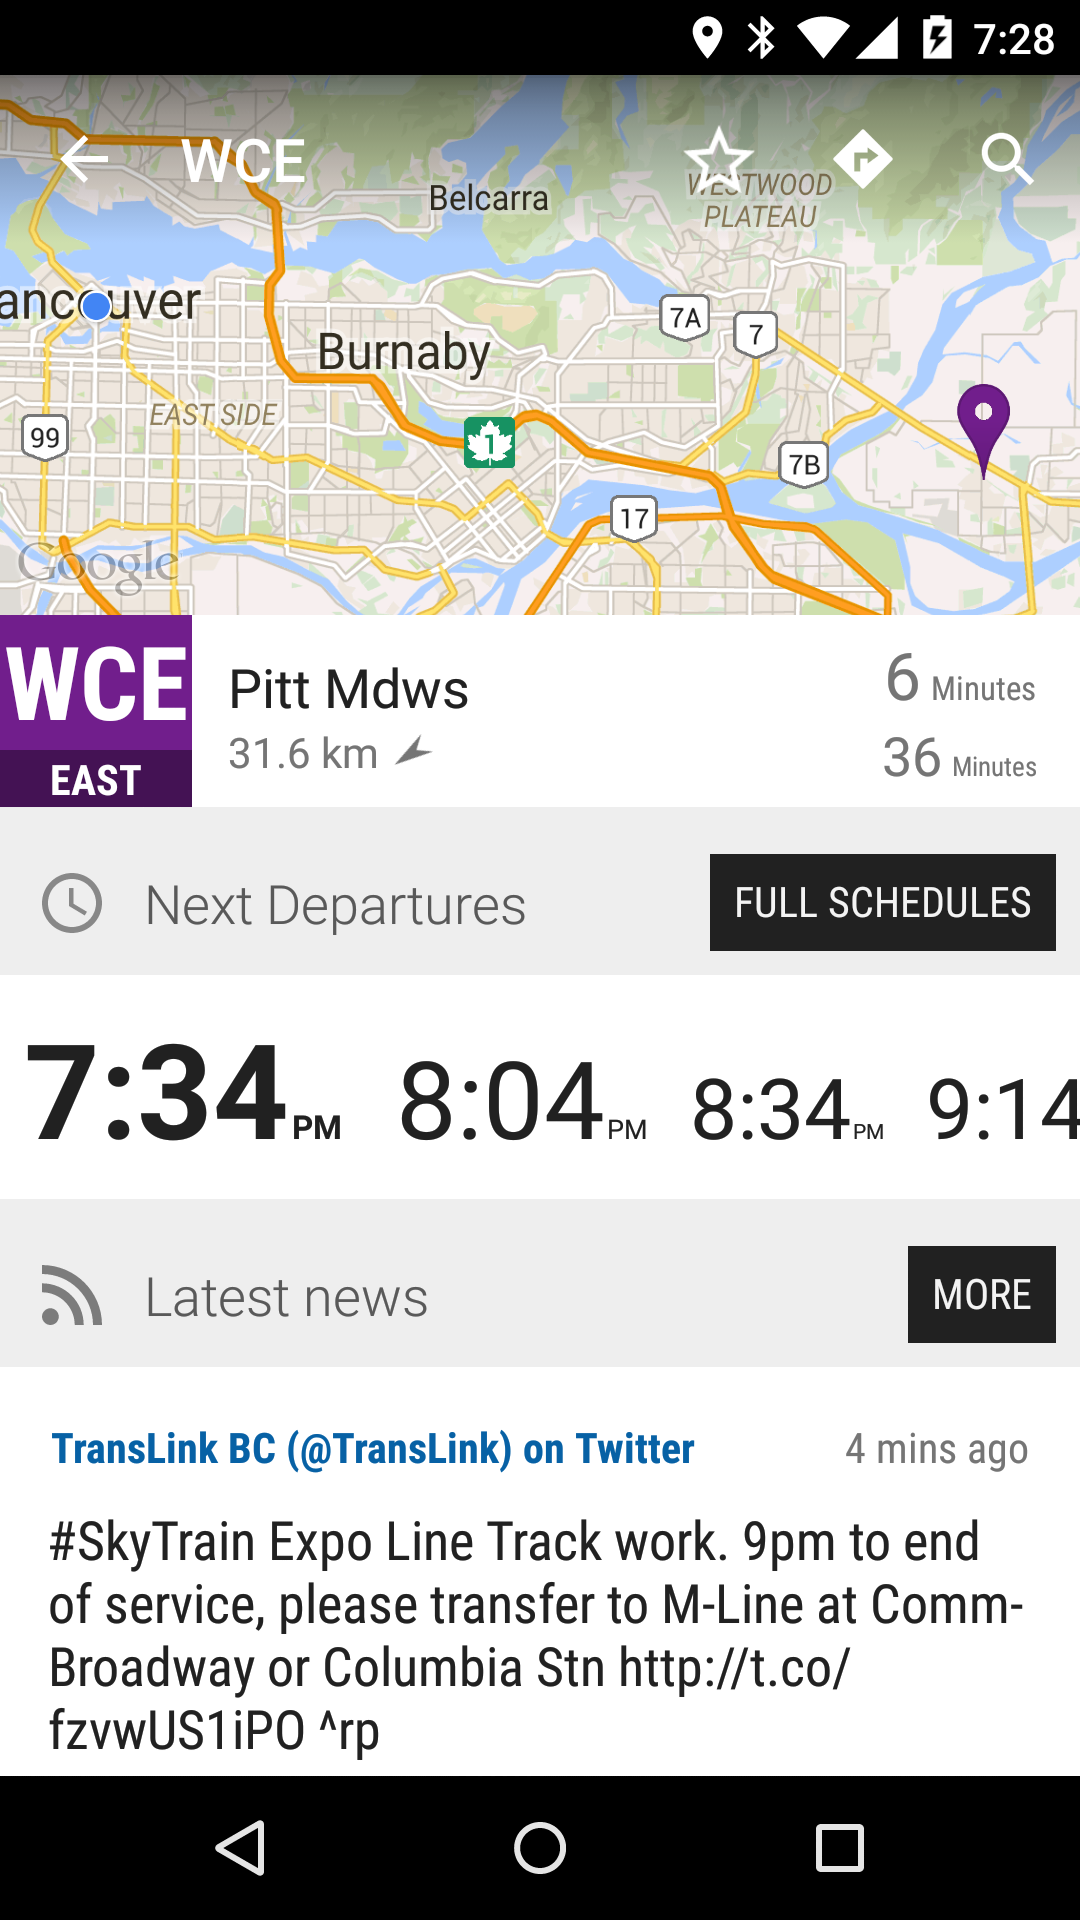 7:28
WCE
Belcarra
WESTWOOD
PLATEAU
ancouver
7A
7
Burnaby
EAST SIDE
99
1
7B
17
Google
WCE
EAST
Pitt Mdws
31.6 km
6 Minutes
36 Minutes
Next Departures
FULL SCHEDULES
7:34 PM 8:04 PM 8:34 PM 9:14
Latest news
MORE
TransLink BC (@TransLink) on Twitter
4 mins ago
#SkyTrain Expo Line Track work. 9pm to end
of service, please transfer to M-Line at Comm-
Broadway or Columbia Stn http://t.co/
fzvwUS1iPO ^rp